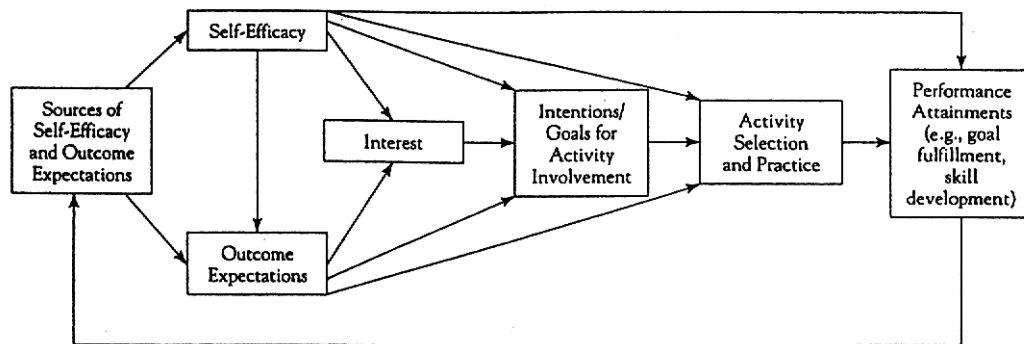 Self-Efficacy
Sources of
Self-Efficacy
and Outcome
Expectations
Interest
Intentions/
Goals for
Activity
Involvement
Activity
Selection
and Practice
Performance
Attainments
(e.g., goal
fulfillment,
skill
development)
Outcome
Expectations